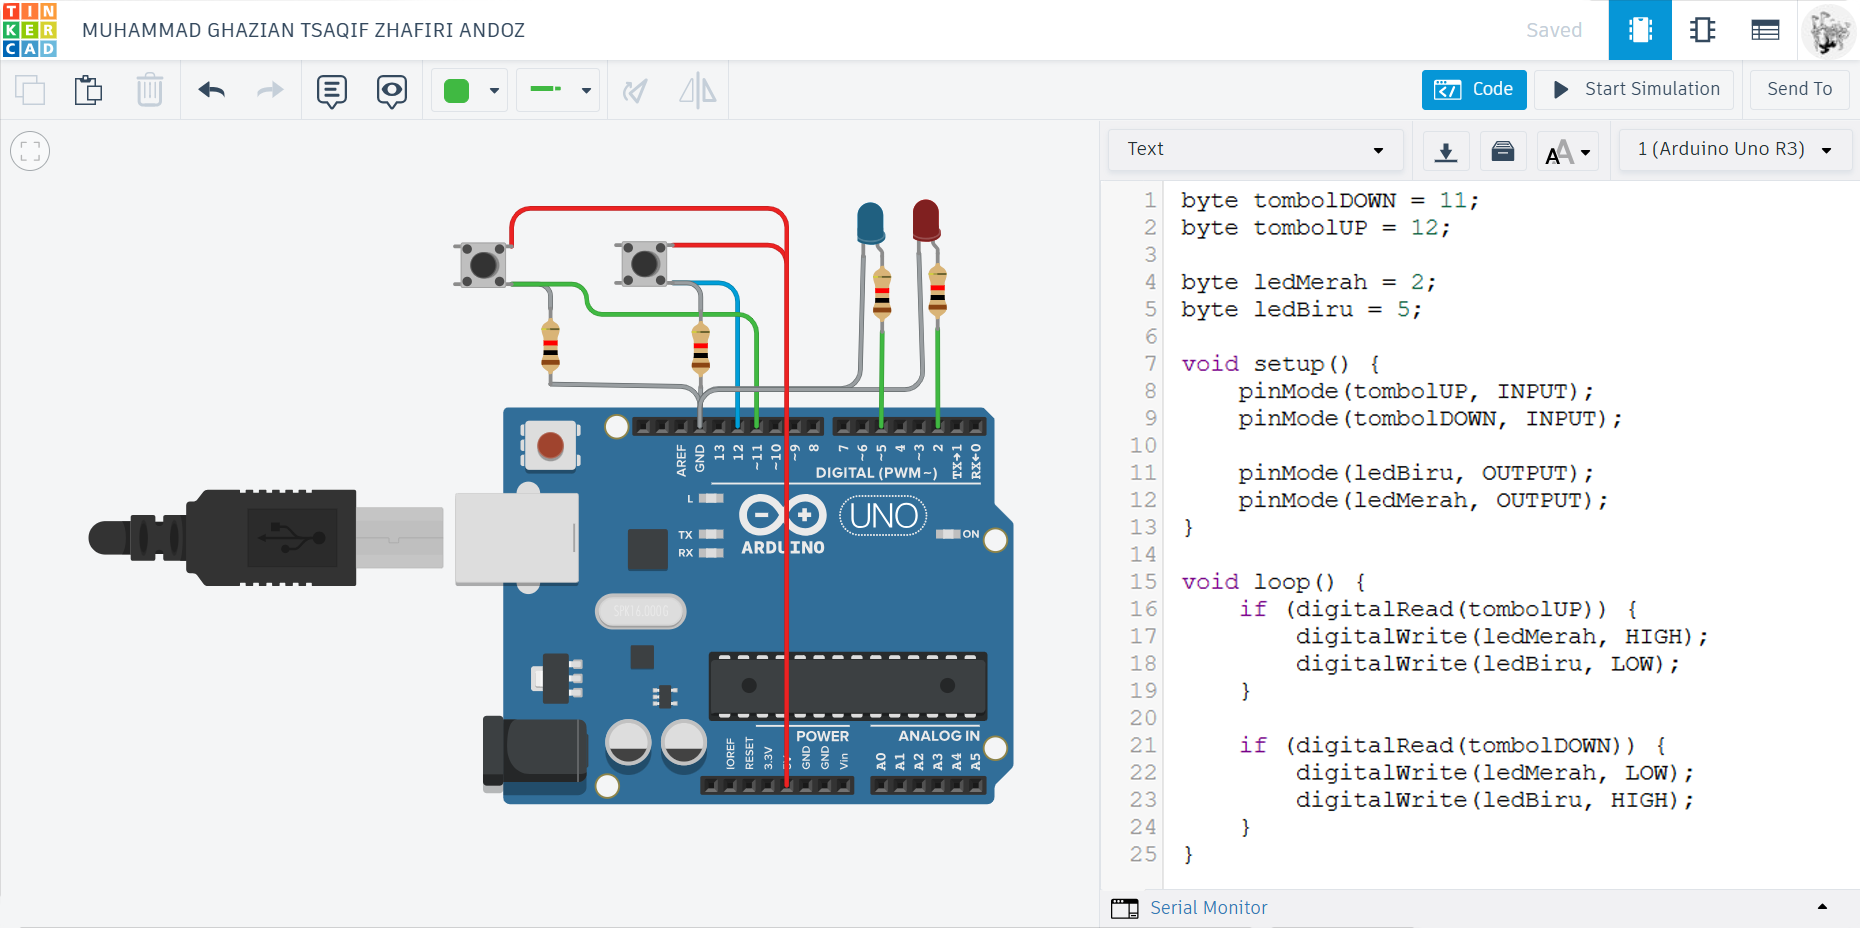 TIN
KER
CAD
MUHAMMAD GHAZIAN TSAQIF ZHAFIRI ANDOZ
Saved
Code
Start Simulation
Send To
Text
1 (Arduino Uno R3)
1 byte tombolDOWN = 11;
2 byte tombolUP = 12;
3
4 byte ledMerah = 2;
5 byte ledBiru = 5;
6
7 void setup() {
8 pinMode(tombolUP, INPUT);
9 pinMode(tombolDOWN, INPUT);
10
11 pinMode(ledBiru, OUTPUT);
12 pinMode(ledMerah, OUTPUT);
13 }
14
15 void loop() {
16 if (digitalRead(tombolUP)) {
17 digitalWrite(ledMerah, HIGH);
18 digitalWrite(ledBiru, LOW);
19 }
20
21 if (digitalRead(tombolDOWN)) {
22 digitalWrite(ledMerah, LOW);
23 digitalWrite(ledBiru, HIGH);
24 }
25 }
Serial Monitor
AREF GND 13 12 ~11 ~10 ~9 8 7 ~6 ~5 4 ~3 2 TX→1 RX←0
DIGITAL (PWM~)
L
TX
RX
ARDUINO
UNO
ON
SPK16.000G
POWER
ANALOG IN
IOREF RESET 3.3V GND GND Vin A0 A1 A2 A3 A4 A5